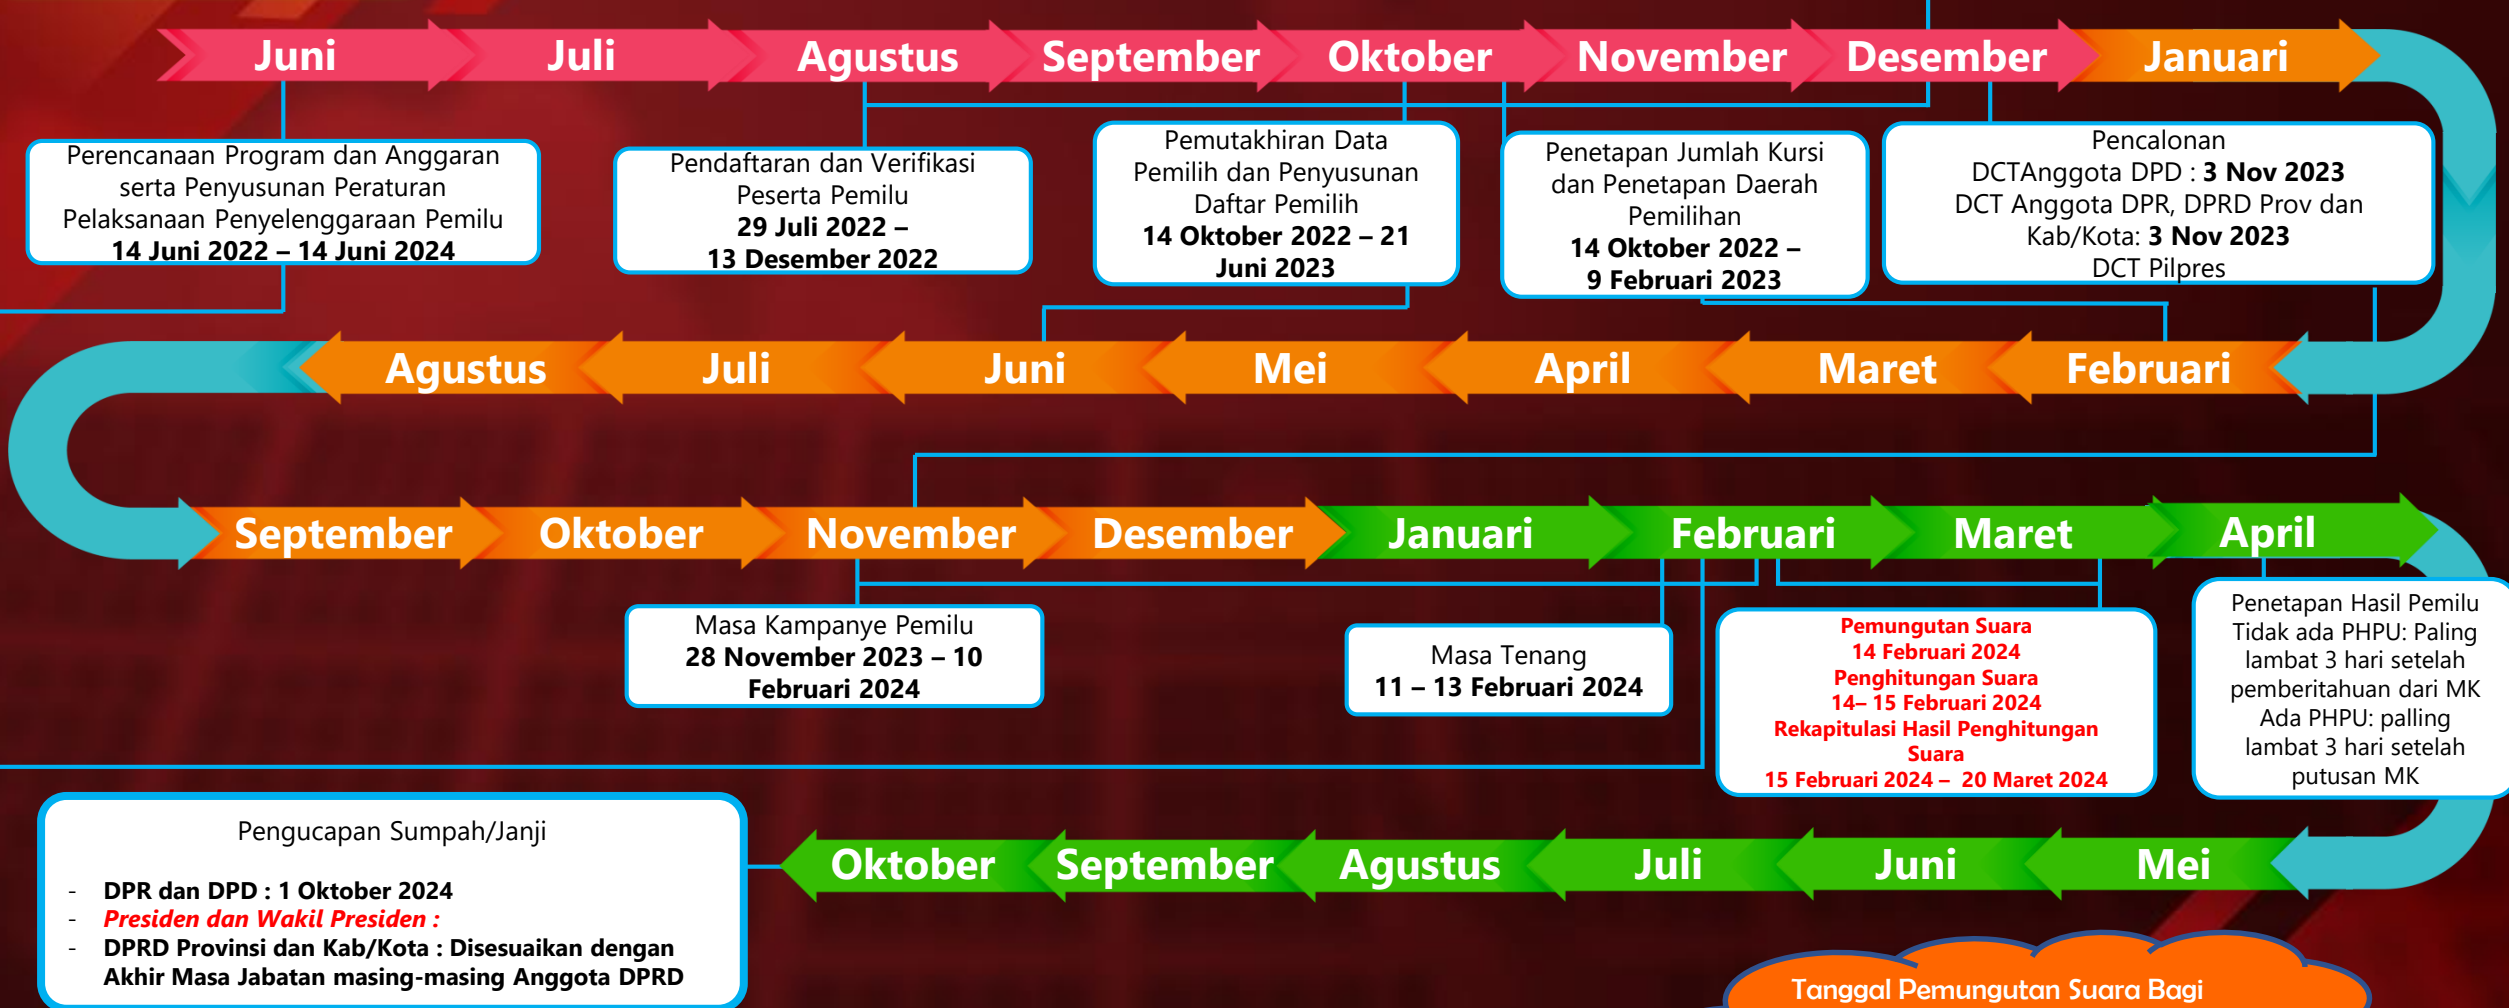 Juni
Juli
Agustus
September
Oktober
November
Desember
Januari
Perencanaan Program dan Anggaran
serta Penyusunan Peraturan
Pelaksanaan Penyelenggaraan Pemilu
14 Juni 2022 – 14 Juni 2024
Pendaftaran dan Verifikasi
Peserta Pemilu
29 Juli 2022 –
13 Desember 2022
Pemutakhiran Data
Pemilih dan Penyusunan
Daftar Pemilih
14 Oktober 2022 – 21
Juni 2023
Penetapan Jumlah Kursi
dan Penetapan Daerah
Pemilihan
14 Oktober 2022 –
9 Februari 2023
Pencalonan
DCTAnggota DPD : 3 Nov 2023
DCT Anggota DPR, DPRD Prov dan
Kab/Kota: 3 Nov 2023
DCT Pilpres
Agustus
Juli
Juni
Mei
April
Maret
Februari
September
Oktober
November
Desember
Januari
Februari
Maret
April
Masa Kampanye Pemilu
28 November 2023 – 10
Februari 2024
Masa Tenang
11 – 13 Februari 2024
Pemungutan Suara
14 Februari 2024
Penghitungan Suara
14– 15 Februari 2024
Rekapitulasi Hasil Penghitungan
Suara
15 Februari 2024 – 20 Maret 2024
Penetapan Hasil Pemilu
Tidak ada PHPU: Paling
lambat 3 hari setelah
pemberitahuan dari MK
Ada PHPU: palling
lambat 3 hari setelah
putusan MK
Pengucapan Sumpah/Janji
- DPR dan DPD : 1 Oktober 2024
- Presiden dan Wakil Presiden :
- DPRD Provinsi dan Kab/Kota : Disesuaikan dengan
Akhir Masa Jabatan masing-masing Anggota DPRD
Oktober
September
Agustus
Juli
Juni
Mei
Tanggal Pemungutan Suara Bagi